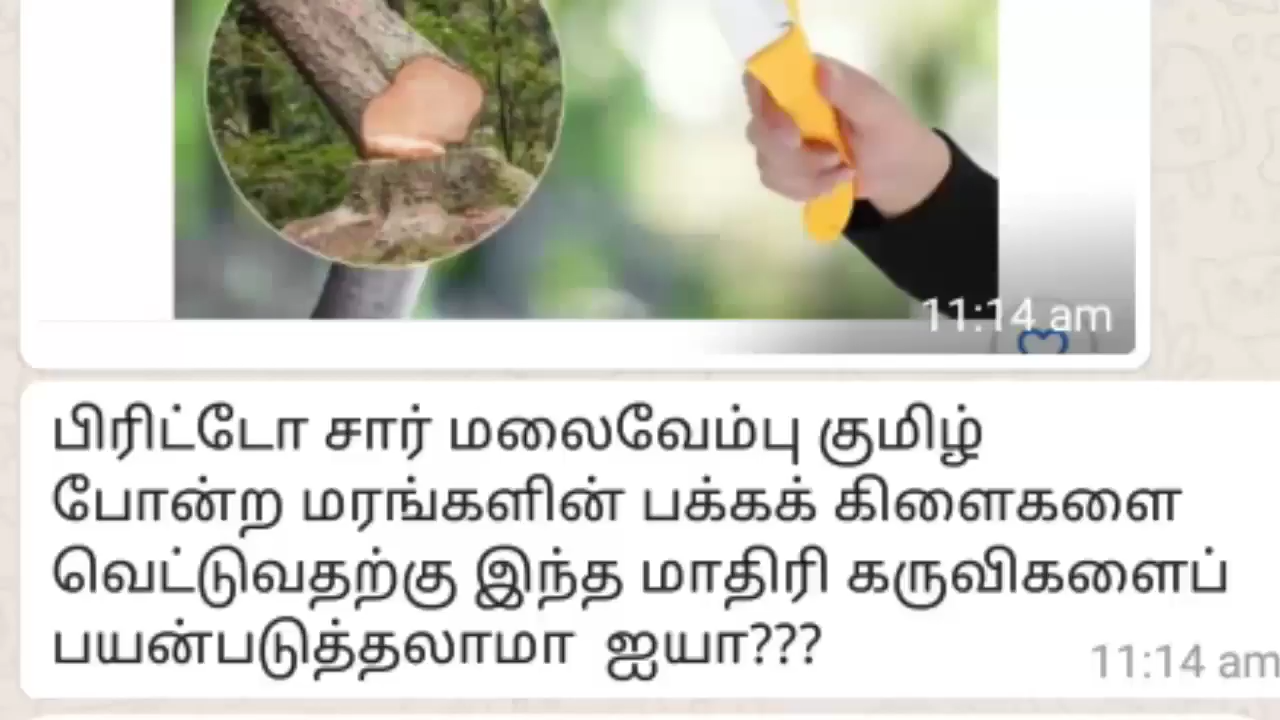 11:14 am
பிரிட்டோ சார் மலைவேம்பு குமிழ்
போன்ற மரங்களின் பக்கக் கிளைகளை
வெட்டுவதற்கு இந்த மாதிரி கருவிகளைப்
பயன்படுத்தலாமா ஐயா???
11:14 am